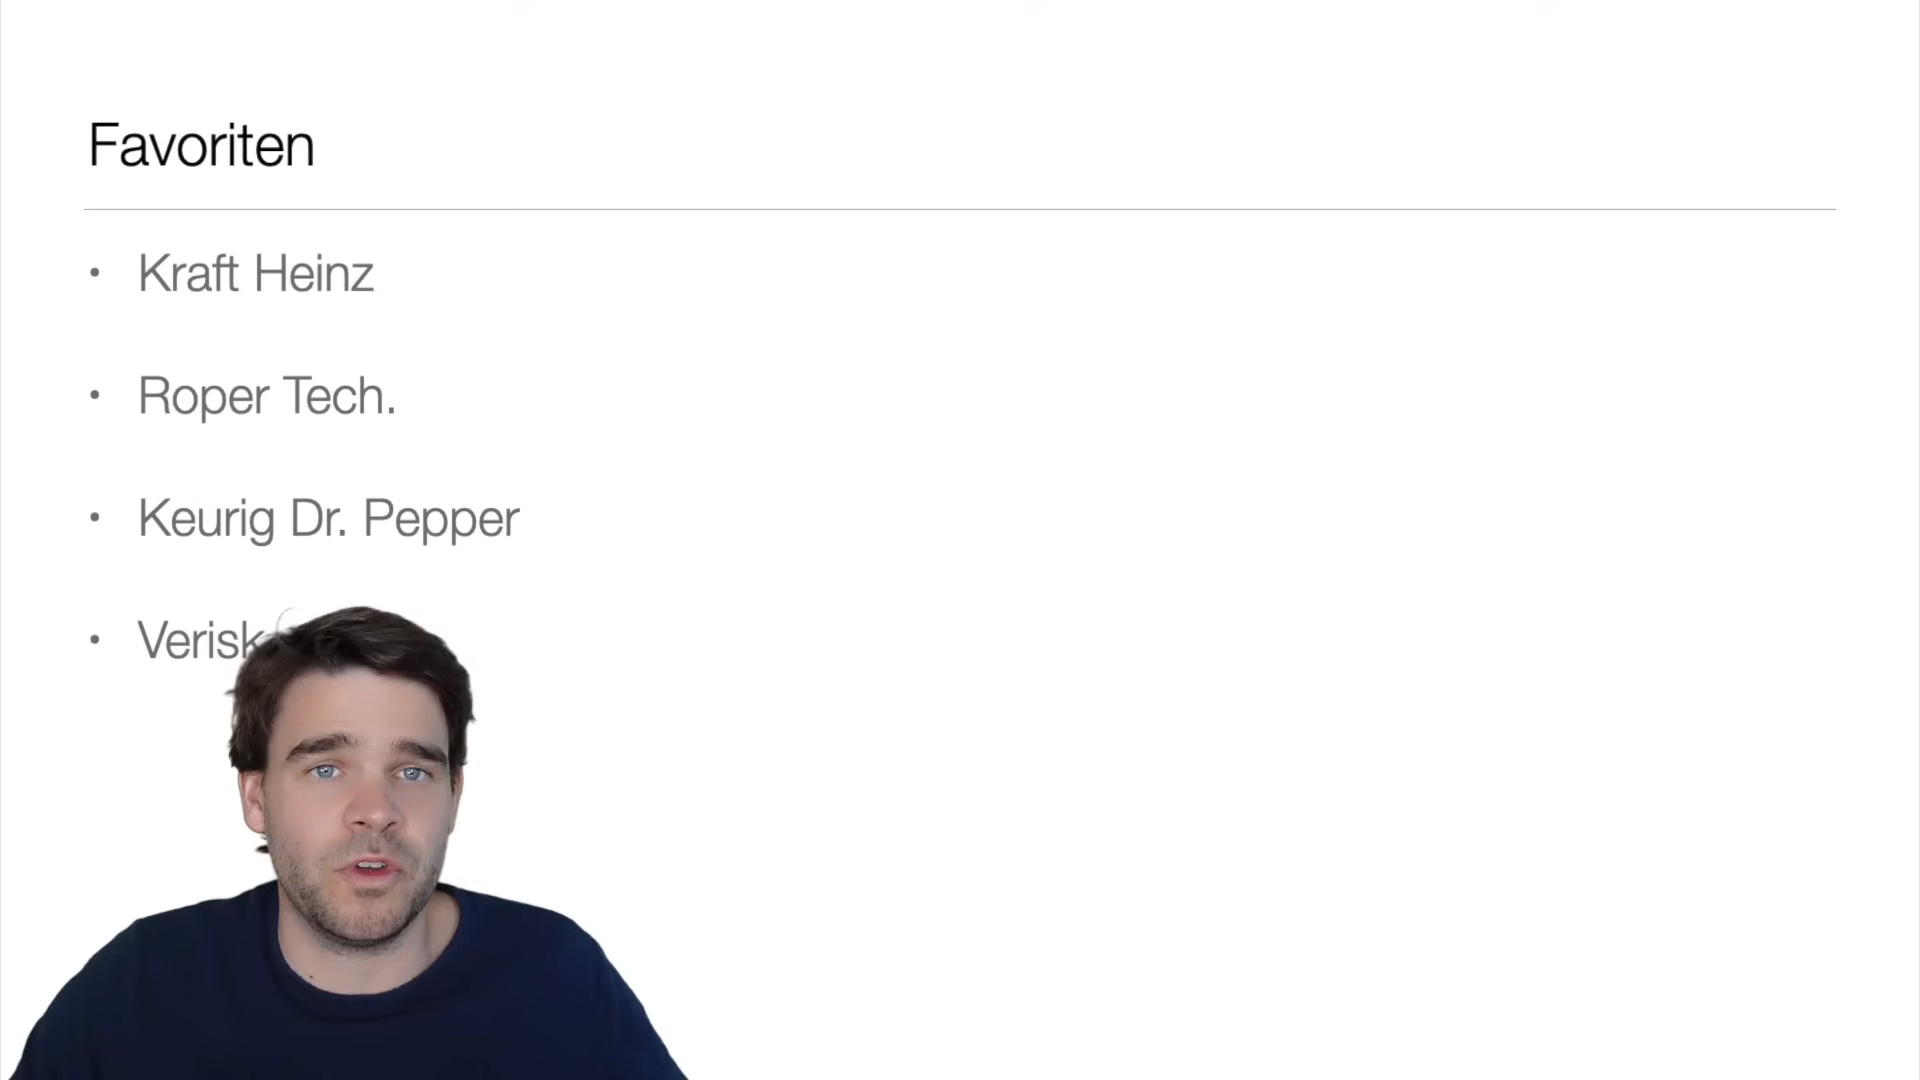 Favoriten
• Kraft Heinz
• Roper Tech.
• Keurig Dr. Pepper
• Verisk